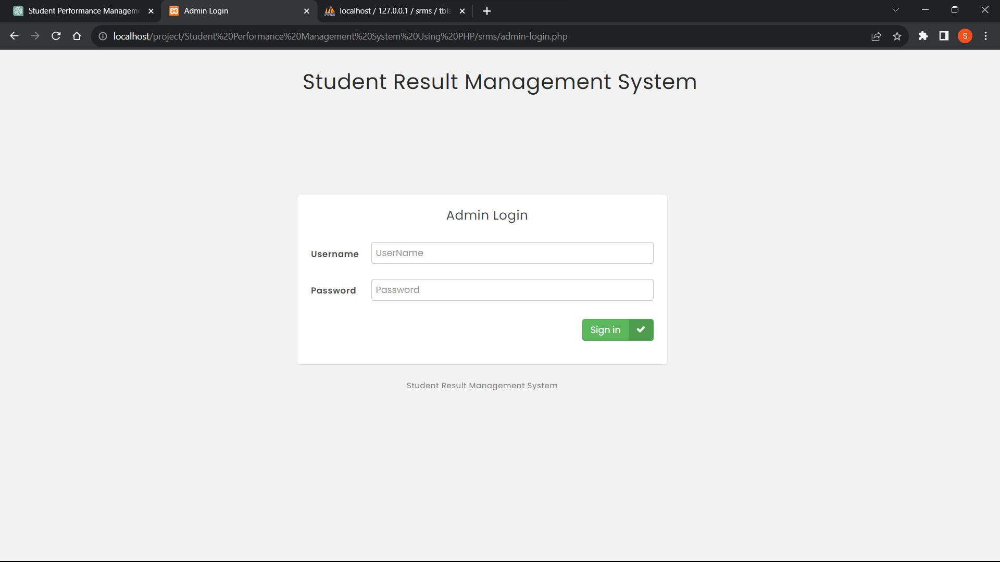 Student Performance Managem
Admin Login
localhost / 127.0.0.1 / srms / tbls
localhost/project/Student%20Performance%20Management%20System%20Using%20PHP/srms/admin-login.php
S
Student Result Management System
Admin Login
Username
UserName
Password
Password
Sign in
Student Result Management System